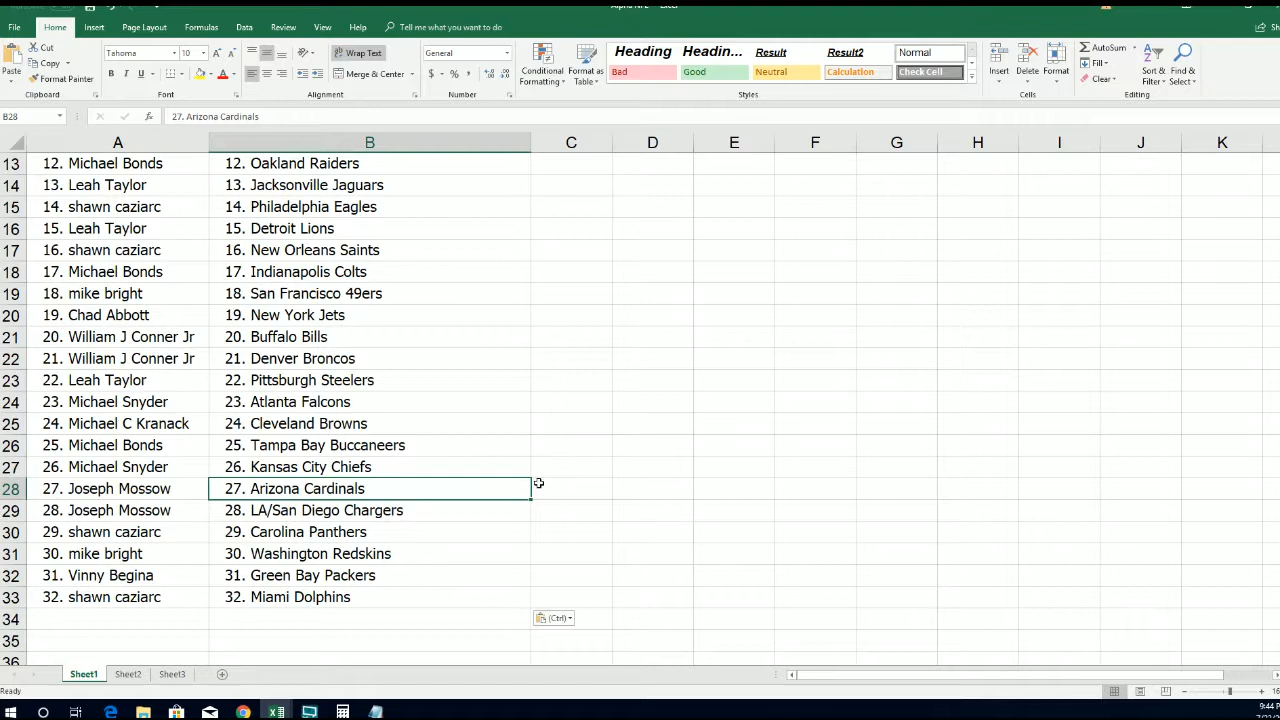 File Home Insert Page Layout Formulas Data Review View Help Tell me what you want to do
Cut Tahoma 10 Wrap Text General Heading Headin... Result Result2 Normal AutoSum
Copy Fill
Paste Format Painter Merge & Center Conditional Formatting Format as Table Bad Good Neutral Calculation Check Cell Insert Delete Format Clear Sort & Filter Find & Select
Clipboard Font Alignment Number Styles Cells Editing
B28 27. Arizona Cardinals
A B C D E F G H I J K
13 12. Michael Bonds 12. Oakland Raiders
14 13. Leah Taylor 13. Jacksonville Jaguars
15 14. shawn caziarc 14. Philadelphia Eagles
16 15. Leah Taylor 15. Detroit Lions
17 16. shawn caziarc 16. New Orleans Saints
18 17. Michael Bonds 17. Indianapolis Colts
19 18. mike bright 18. San Francisco 49ers
20 19. Chad Abbott 19. New York Jets
21 20. William J Conner Jr 20. Buffalo Bills
22 21. William J Conner Jr 21. Denver Broncos
23 22. Leah Taylor 22. Pittsburgh Steelers
24 23. Michael Snyder 23. Atlanta Falcons
25 24. Michael C Kranack 24. Cleveland Browns
26 25. Michael Bonds 25. Tampa Bay Buccaneers
27 26. Michael Snyder 26. Kansas City Chiefs
28 27. Joseph Mossow 27. Arizona Cardinals
29 28. Joseph Mossow 28. LA/San Diego Chargers
30 29. shawn caziarc 29. Carolina Panthers
31 30. mike bright 30. Washington Redskins
32 31. Vinny Begina 31. Green Bay Packers
33 32. shawn caziarc 32. Miami Dolphins
34 (Ctrl)
35
36
Sheet1 Sheet2 Sheet3
Ready
9:44